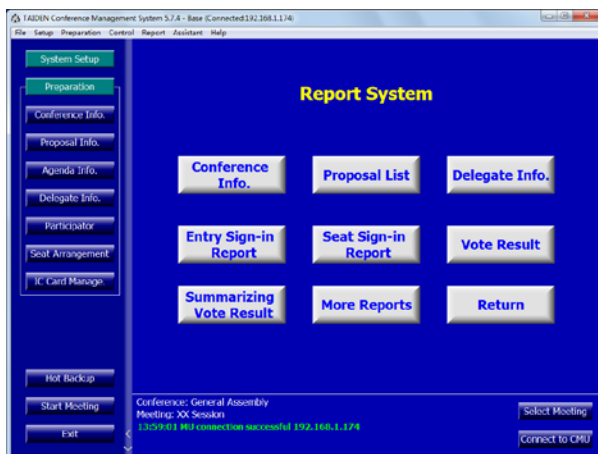 TAIDEN Conference Management System 5.7.4 - Base (Connected:192.168.1.174)
File Setup Preparation Control Report Assistant Help
System Setup
Preparation
Conference Info.
Proposal Info.
Agenda Info.
Delegate Info.
Participator
Seat Arrangement
IC Card Manage.
Hot Backup
Start Meeting
Exit
Report System
Conference
Info.
Proposal List
Delegate Info.
Entry Sign-in
Report
Seat Sign-in
Report
Vote Result
Summarizing
Vote Result
More Reports
Return
Conference: General Assembly
Meeting: XX Session
13:59:01 MU connection successful 192.168.1.174
Select Meeting
Connect to CMU